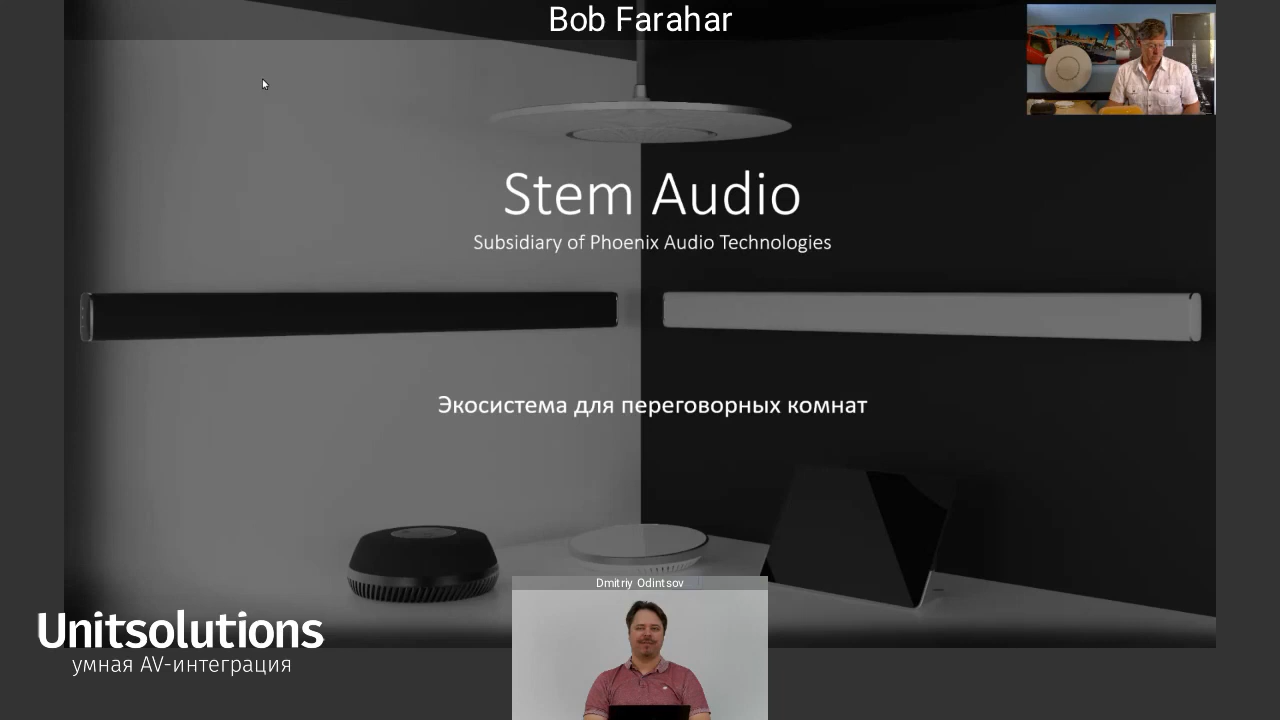 Bob Farahar
Stem Audio
Subsidiary of Phoenix Audio Technologies
Экосистема для переговорных комнат
Dmitriy Odintsov
Unitsolutions
умная AV-интеграция